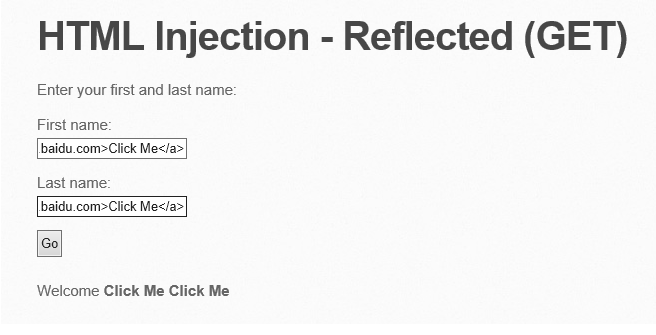 HTML Injection - Reflected (GET)
Enter your first and last name:
First name:
.baidu.com>Click Me</a>
Last name:
.baidu.com>Click Me</a>
Go
Welcome Click Me Click Me